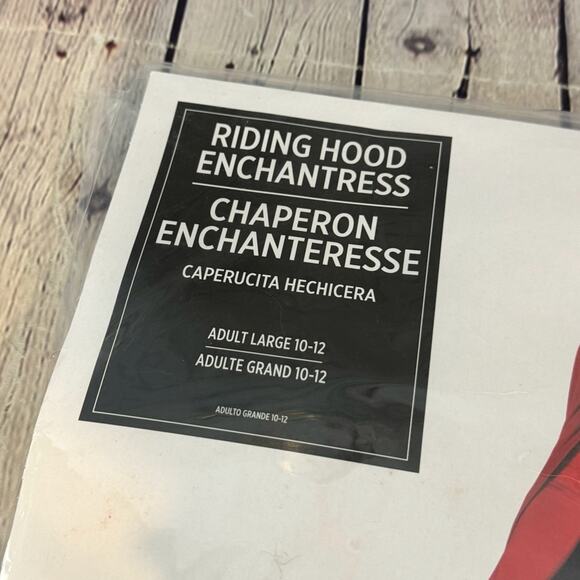 RIDING HOOD
ENCHANTRESS
CHAPERON
ENCHANTERESSE
CAPERUCITA HECHICERA
ADULT LARGE 10-12
ADULTE GRAND 10-12
ADULTO GRANDE 10-12